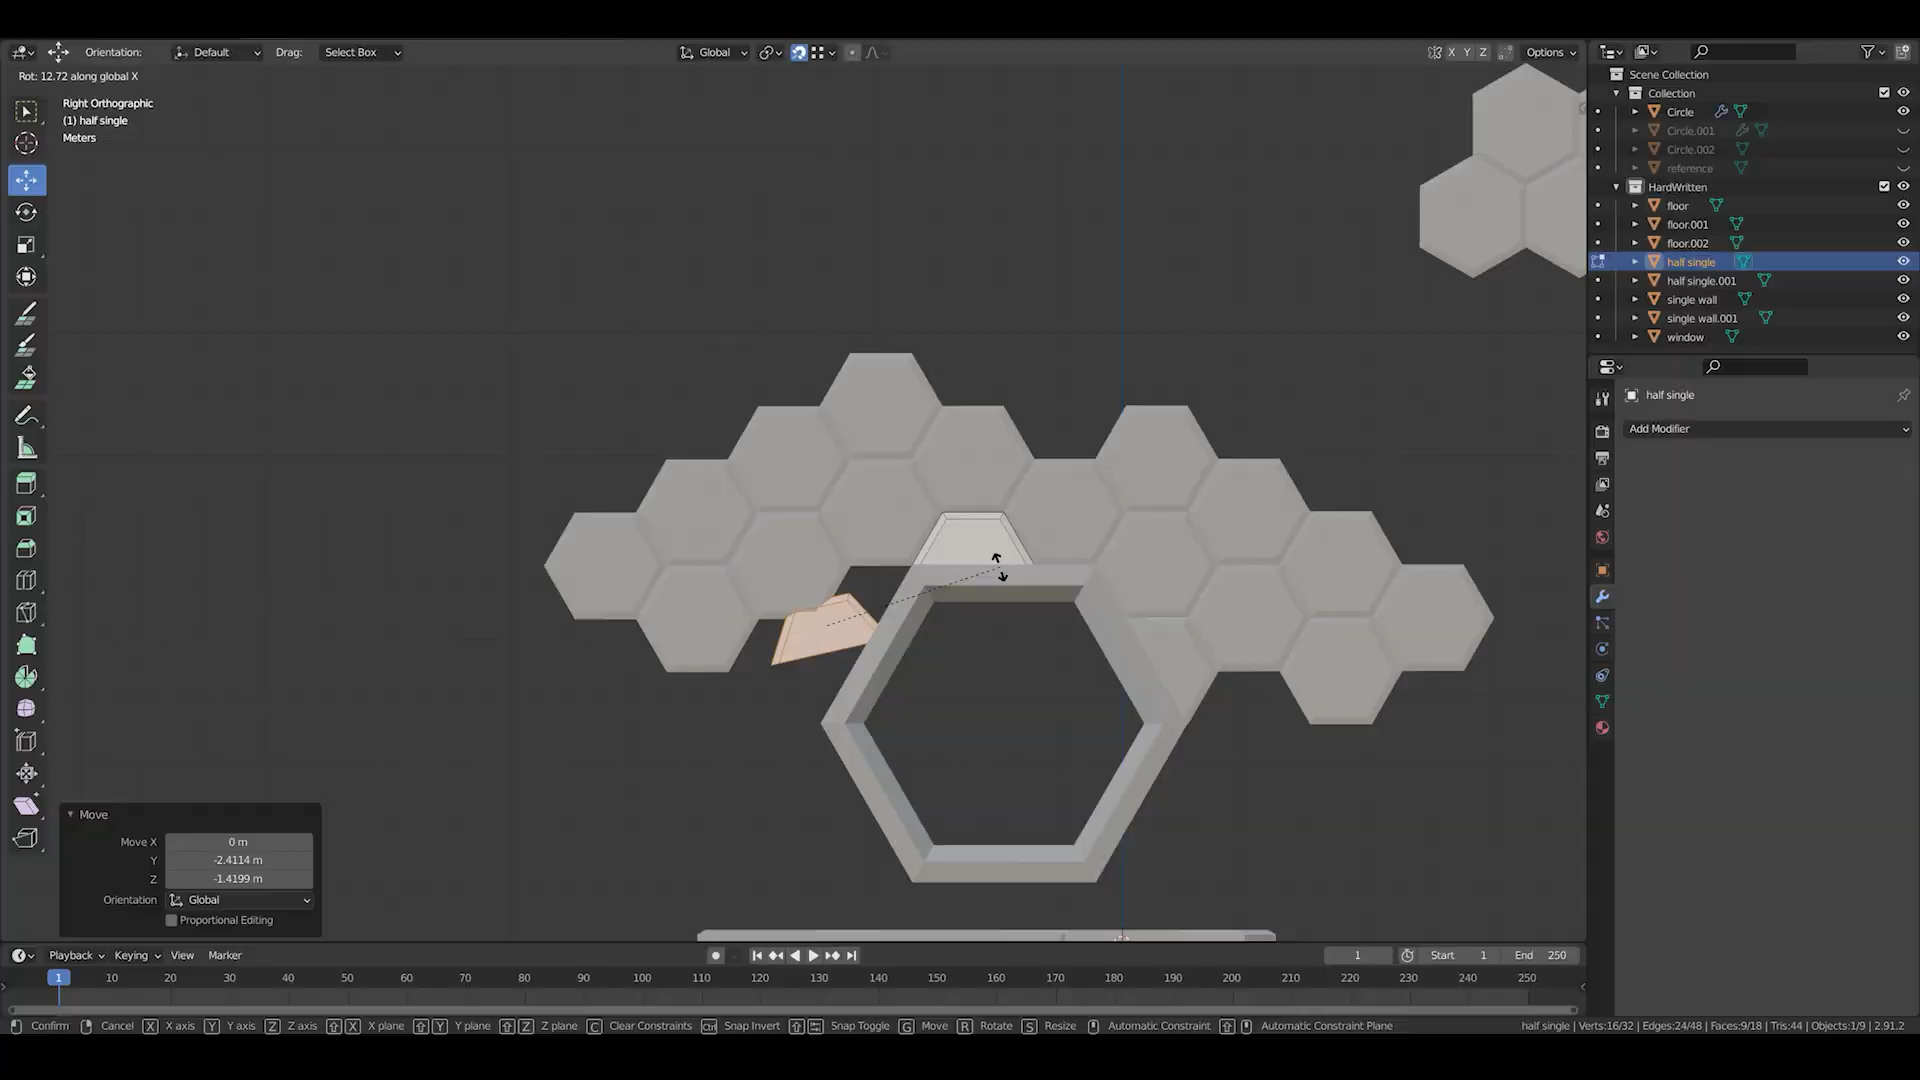 Orientation: Default Drag: Select Box Global X Y Z Options
Rot: 12.72 along global X
Right Orthographic
(1) half single
Meters
Scene Collection
Collection
Circle
Circle.001
Circle.002
reference
HardWritten
floor
floor.001
floor.002
half single
half single.001
single wall
single wall.001
window
half single
Add Modifier
Move
Move X 0 m
Y -2.4114 m
Z -1.4199 m
Orientation Global
Proportional Editing
Playback Keying View Marker 1 Start 1 End 250
1 10 20 30 40 50 60 70 80 90 100 110 120 130 140 150 160 170 180 190 200 210 220 230 240 250
Confirm Cancel X X axis Y Y axis Z Z axis X X plane Y Y plane Z Z plane C Clear Constraints Ctrl Snap Invert Snap Toggle G Move R Rotate S Resize Automatic Constraint Automatic Constraint Plane half single | Verts:16/32 | Edges:24/48 | Faces:9/18 | Tris:44 | Objects:1/9 | 2.91.2